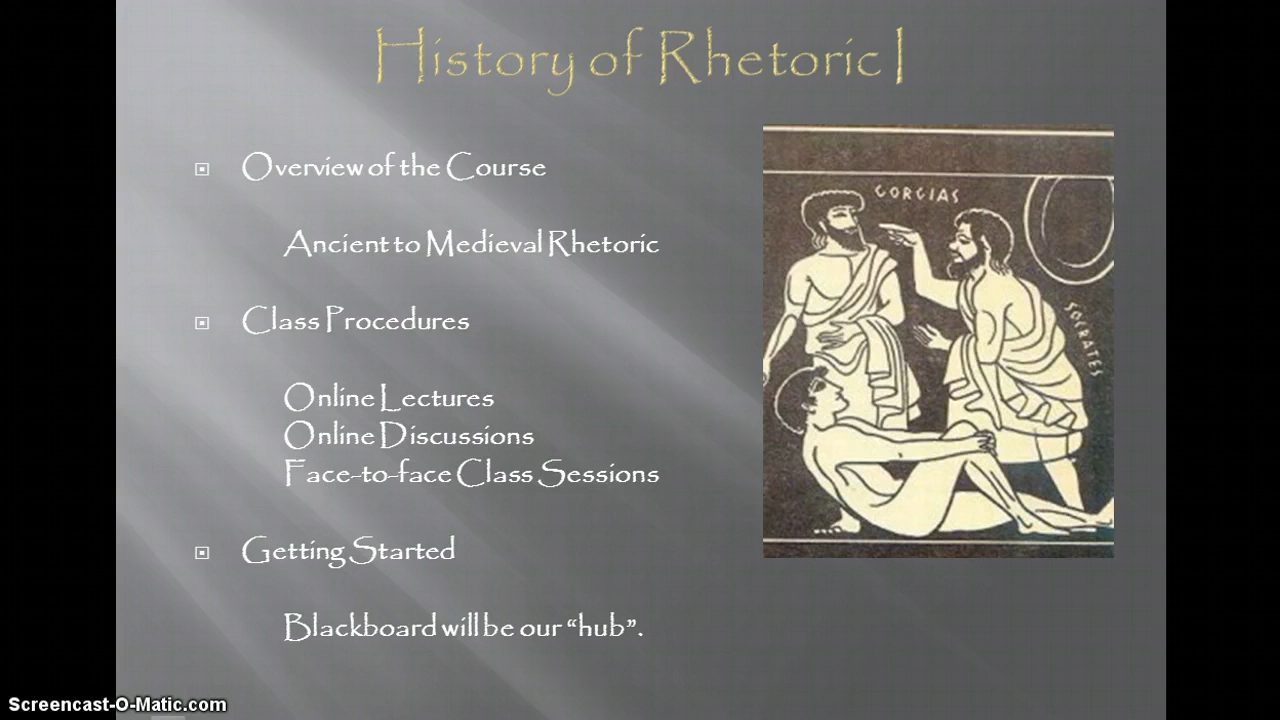 History of Rhetoric I
Overview of the Course
Ancient to Medieval Rhetoric
Class Procedures
Online Lectures
Online Discussions
Face-to-face Class Sessions
Getting Started
Blackboard will be our “hub”.
GORGIAS
SOCRATES
Screencast-O-Matic.com